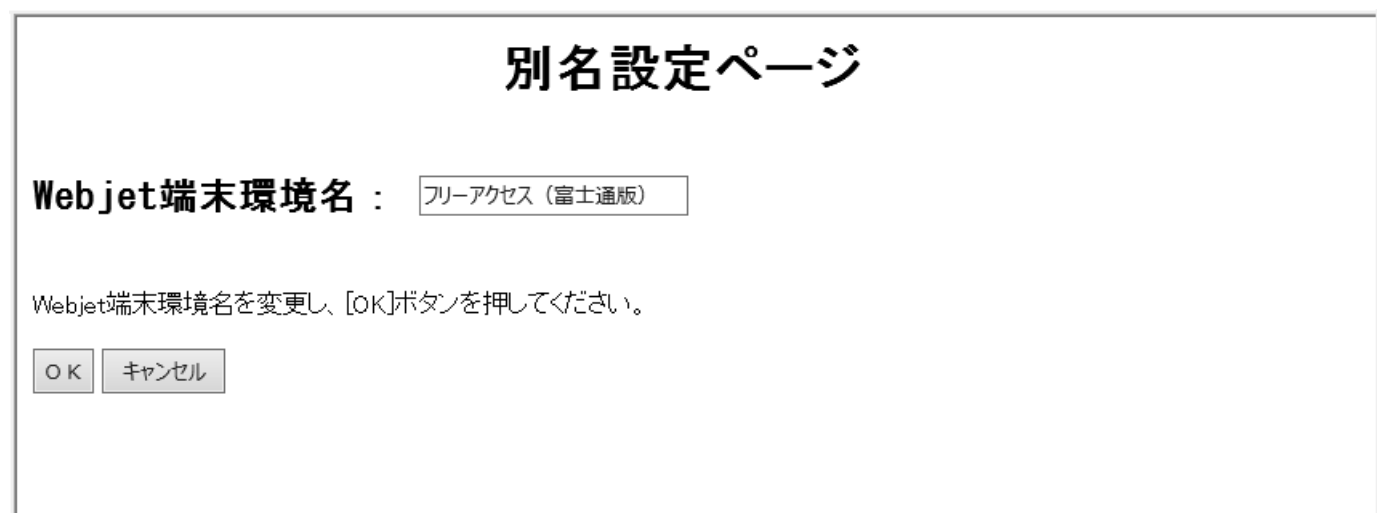 別名設定ページ
Webjet端末環境名： フリーアクセス（富士通版）
Webjet端末環境名を変更し、[OK]ボタンを押してください。
ＯＫ キャンセル